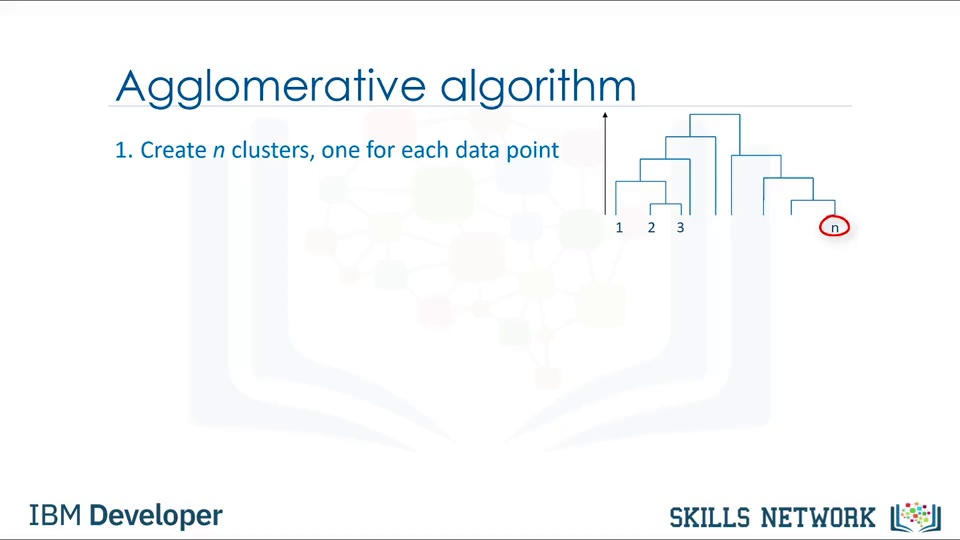 Agglomerative algorithm
1. Create n clusters, one for each data point
1 2 3 n
IBM Developer
SKILLS NETWORK